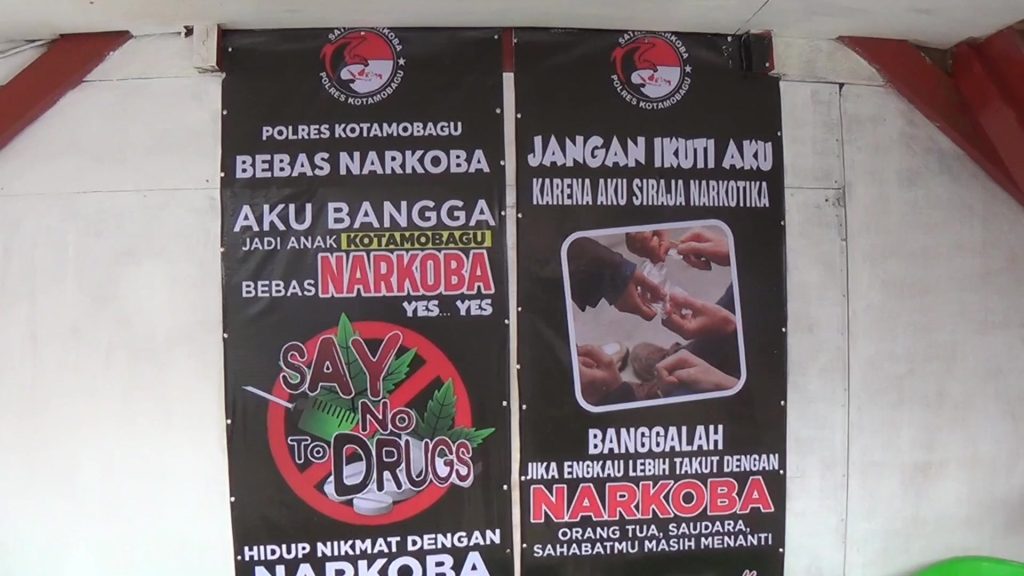 POLRES KOTAMOBAGU
POLRES KOTAMOBAGU
BEBAS NARKOBA
AKU BANGGA
JADI ANAK KOTAMOBAGU
BEBAS NARKOBA
YES... YES
SAY
No
To DRUGS
.HIDUP NIKMAT DENGAN
NARKOBA
POLRES KOTAMOBAGU
JANGAN IKUTI AKU
KARENA AKU SIRAJA NARKOTIKA
BANGGALAH
JIKA ENGKAU LEBIH TAKUT DENGAN
NARKOBA
ORANG TUA, SAUDARA,
SAHABATMU MASIH MENANTI